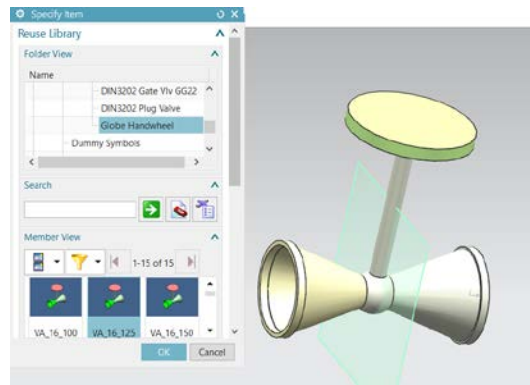 Specify Item
Reuse Library
Folder View
Name
DIN3202 Gate Vlv GG22
DIN3202 Plug Valve
Globe Handwheel
Dummy Symbols
Search
Member View
1-15 of 15
VA_16_100 VA_16_125 VA_16_150
OK Cancel